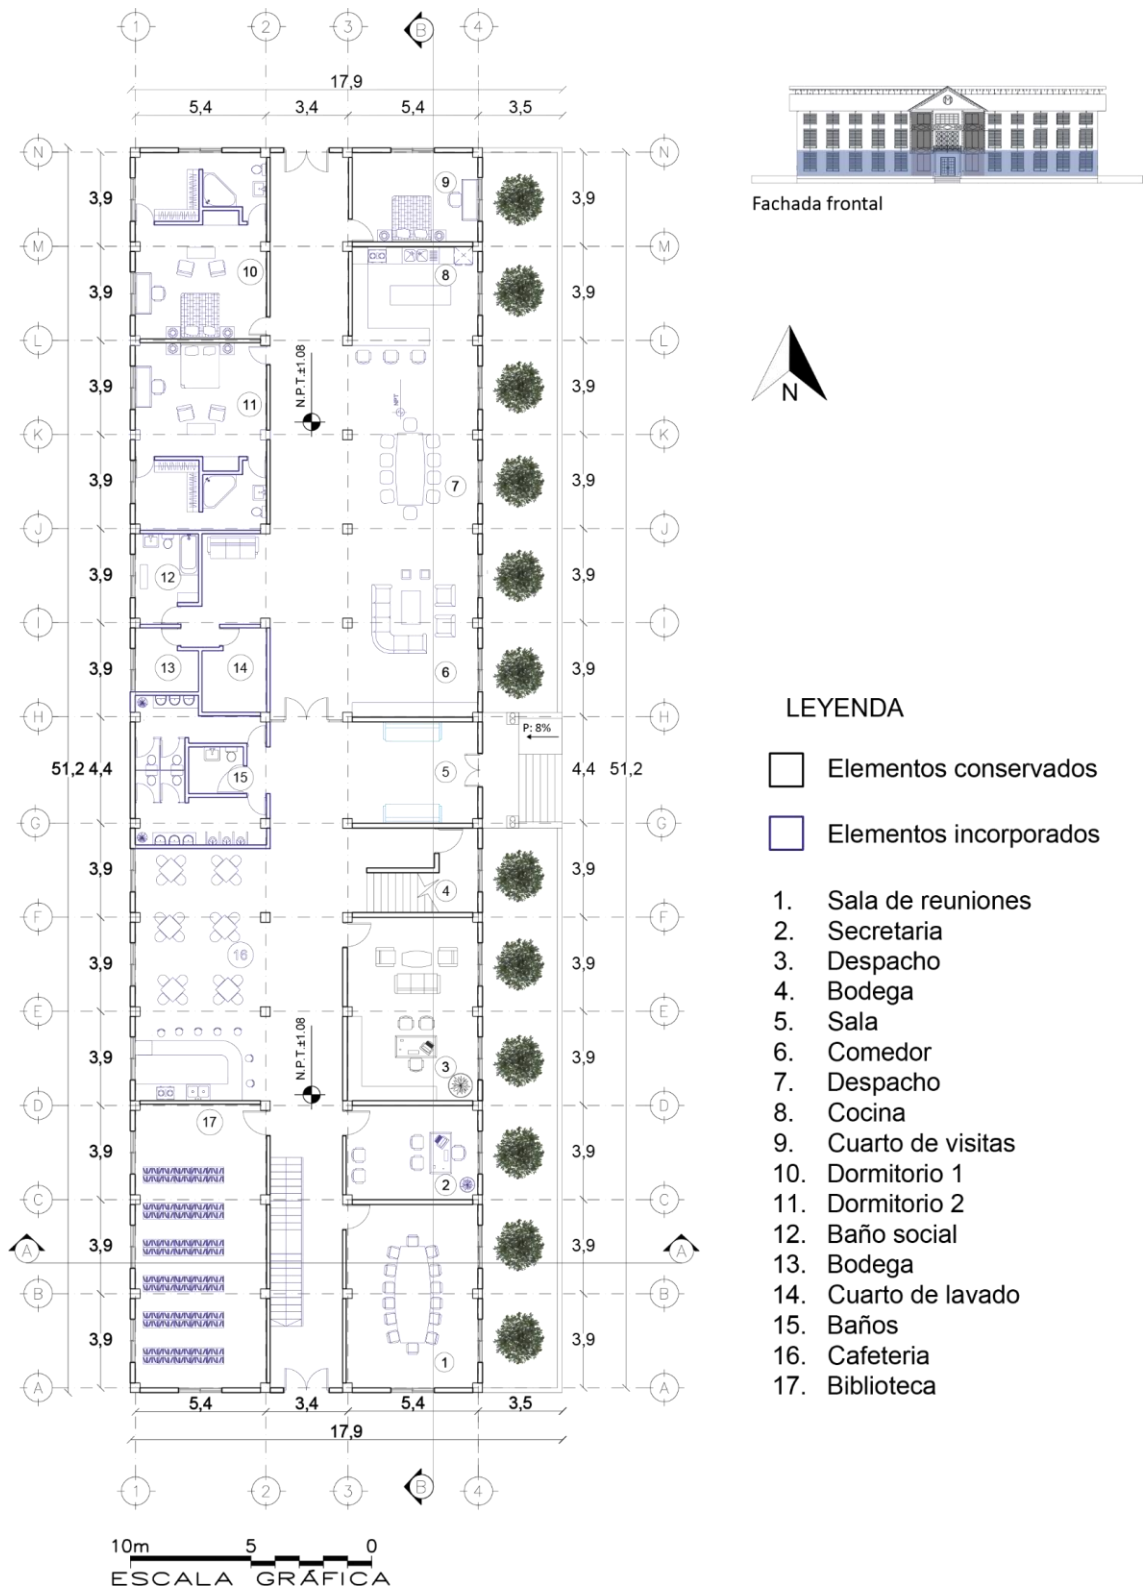 1 2 3 B 4
17,9
5,4 3,4 5,4 3,5
N N
3,9 9 3,9
M M
10 8
3,9 3,9
L L
N.P.T.±1.08
3,9 11 NPT 3,9
K K
3,9 7 3,9
J J
3,9 12 3,9
I I
3,9 13 14 6 3,9
H H
P: 8%
51,2 4,4 15 5 4,4 51,2
G G
3,9 4 3,9
F F
3,9 16 3,9
E E
N.P.T.±1.08
3,9 3 3,9
D D
17
3,9 2 3,9
C C
A 3,9 3,9 A
B B
3,9 1 3,9
A A
5,4 3,4 5,4 3,5
17,9
1 2 3 B 4
10m 5 0
ESCALA GRÁFICA
M
Fachada frontal
N
LEYENDA
Elementos conservados
Elementos incorporados
1. Sala de reuniones
2. Secretaria
3. Despacho
4. Bodega
5. Sala
6. Comedor
7. Despacho
8. Cocina
9. Cuarto de visitas
10. Dormitorio 1
11. Dormitorio 2
12. Baño social
13. Bodega
14. Cuarto de lavado
15. Baños
16. Cafeteria
17. Biblioteca